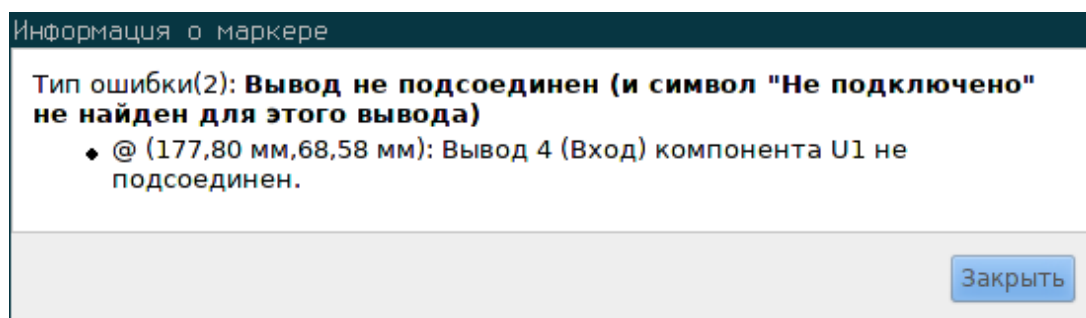 Информация о маркере
Тип ошибки(2): Вывод не подсоединен (и символ "Не подключено"
не найден для этого вывода)
◆ @ (177,80 мм,68,58 мм): Вывод 4 (Вход) компонента U1 не
подсоединен.
Закрыть